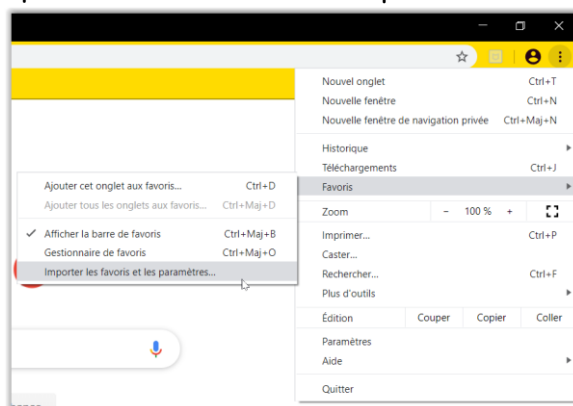 Nouvel onglet Ctrl+T
Nouvelle fenêtre Ctrl+N
Nouvelle fenêtre de navigation privée Ctrl+Maj+N
Historique
Téléchargements Ctrl+J
Favoris
Zoom - 100 % +
Imprimer... Ctrl+P
Caster...
Rechercher... Ctrl+F
Plus d'outils
Édition Couper Copier Coller
Paramètres
Aide
Quitter
Ajouter cet onglet aux favoris... Ctrl+D
Ajouter tous les onglets aux favoris... Ctrl+Maj+D
✓ Afficher la barre de favoris Ctrl+Maj+B
Gestionnaire de favoris Ctrl+Maj+O
Importer les favoris et les paramètres...